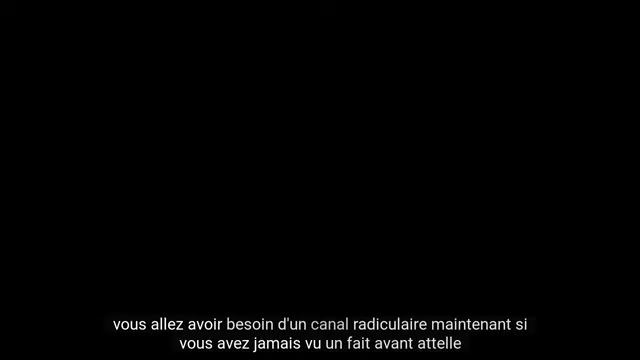 vous allez avoir besoin d'un canal radiculaire maintenant si
vous avez jamais vu un fait avant attelle